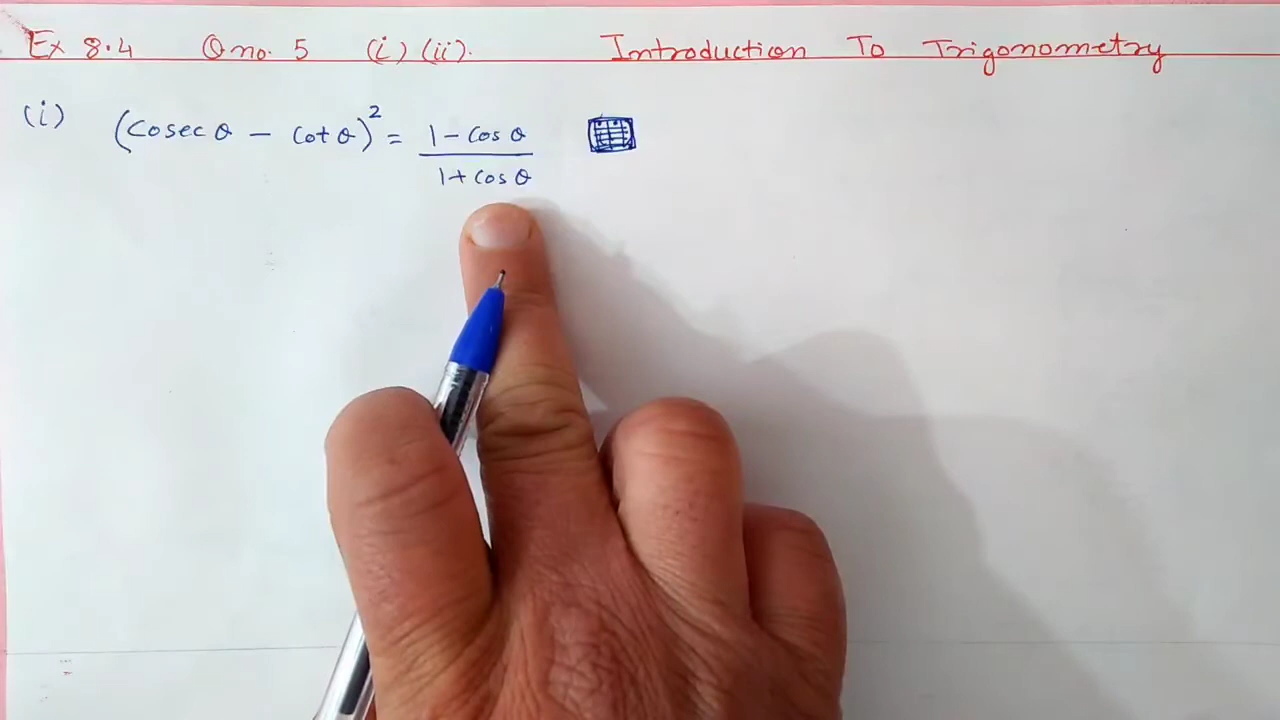 Ex 8.4 Q no. 5 (i) (ii). Introduction To Trigonometry
(i) (Cosec θ - Cot θ)² = 1 - Cos θ
1 + Cos θ